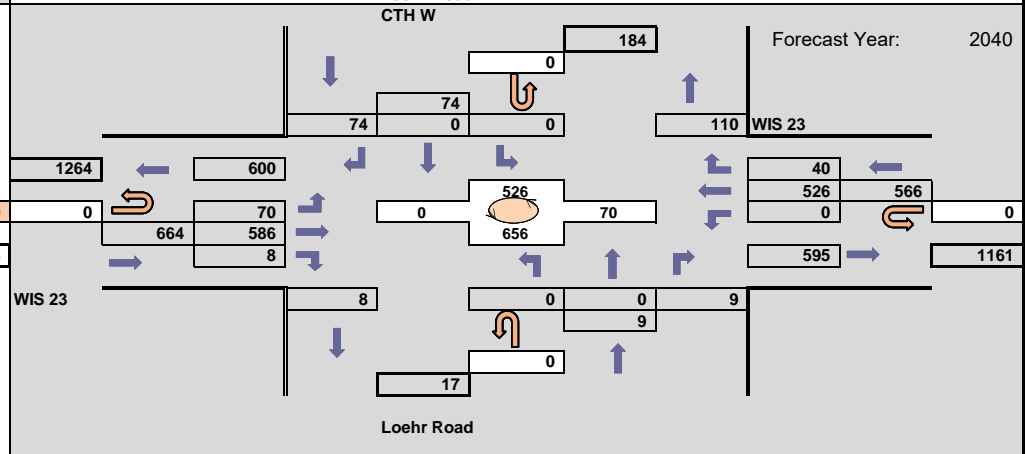 CTH W
184
Forecast Year: 2040
0
74
74 0 0 110 WIS 23
1264 600 40
526 526 566
0 70 0 70 0 0
664 586 656
8 595 1161
WIS 23 8 0 0 9
9
0
17
Loehr Road